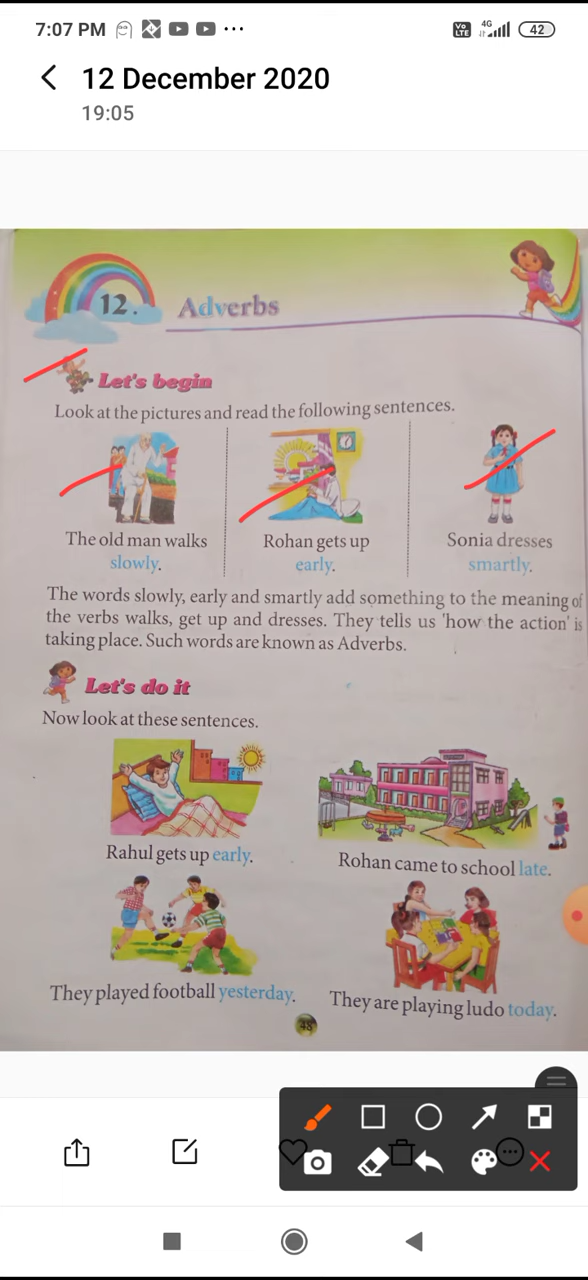 7:07 PM
Vo LTE 4G 42
12 December 2020
19:05
12. Adverbs
Let's begin
Look at the pictures and read the following sentences.
The old man walks
slowly.
Rohan gets up
early.
Sonia dresses
smartly.
The words slowly, early and smartly add something to the meaning of
the verbs walks, get up and dresses. They tells us 'how the action' is
taking place. Such words are known as Adverbs.
Let's do it
Now look at these sentences.
Rahul gets up early.
Rohan came to school late.
They played football yesterday.
They are playing ludo today.
48